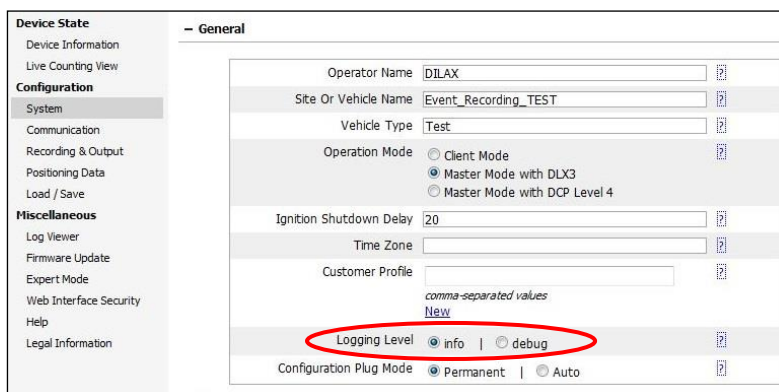 Device State
Device Information
Live Counting View
Configuration
System
Communication
Recording & Output
Positioning Data
Load / Save
Miscellaneous
Log Viewer
Firmware Update
Expert Mode
Web Interface Security
Help
Legal Information
– General
Operator Name DILAX [?]
Site Or Vehicle Name Event_Recording_TEST [?]
Vehicle Type Test [?]
Operation Mode Client Mode [?]
Master Mode with DLX3
Master Mode with DCP Level 4
Ignition Shutdown Delay 20 [?]
Time Zone [?]
Customer Profile [?]
comma-separated values
New
Logging Level info | debug [?]
Configuration Plug Mode Permanent | Auto [?]